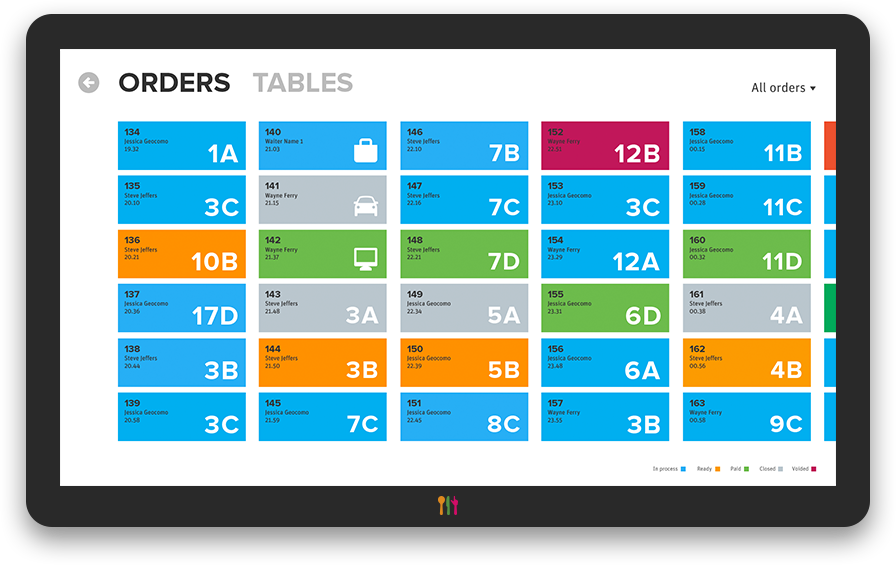 ORDERS TABLES
All orders
134
Jessica Geocomo
19.32
1A
135
Steve Jeffers
20.10
3C
136
Steve Jeffers
20.21
10B
137
Jessica Geocomo
20.36
17D
138
Steve Jeffers
20.44
3B
139
Jessica Geocomo
20.58
3C
140
Waiter Name 1
21.03
141
Wayne Ferry
21.15
142
Wayne Ferry
21.37
143
Steve Jeffers
21.48
3A
144
Steve Jeffers
21.50
3B
145
Jessica Geocomo
21.59
7C
146
Steve Jeffers
22.10
7B
147
Steve Jeffers
22.16
7C
148
Steve Jeffers
22.21
7D
149
Jessica Geocomo
22.34
5A
150
Jessica Geocomo
22.39
5B
151
Jessica Geocomo
22.45
8C
152
Wayne Ferry
12B
153
Jessica Geocomo
23.10
3C
154
Wayne Ferry
23.29
12A
155
Jessica Geocomo
23.31
6D
156
Jessica Geocomo
23.48
6A
157
Wayne Ferry
23.55
3B
158
Jessica Geocomo
00.15
11B
159
Jessica Geocomo
00.28
11C
160
Jessica Geocomo
00.32
11D
161
Steve Jeffers
00.38
4A
162
Steve Jeffers
00.56
4B
163
Wayne Ferry
00.58
9C
In process Ready Paid Closed Voided